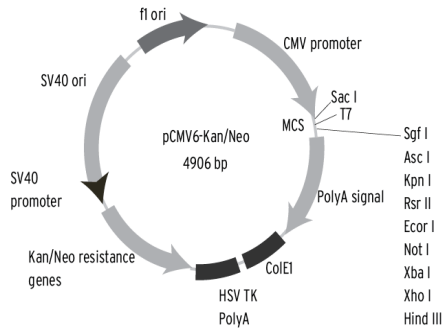 f1 ori
CMV promoter
SV40 ori
Sac I
T7
MCS
pCMV6-Kan/Neo
4906 bp
Sgf I
Asc I
Kpn I
Rsr II
Ecor I
Not I
Xba I
Xho I
Hind III
PolyA signal
SV40
promoter
Kan/Neo resistance
genes
ColE1
HSV TK
PolyA